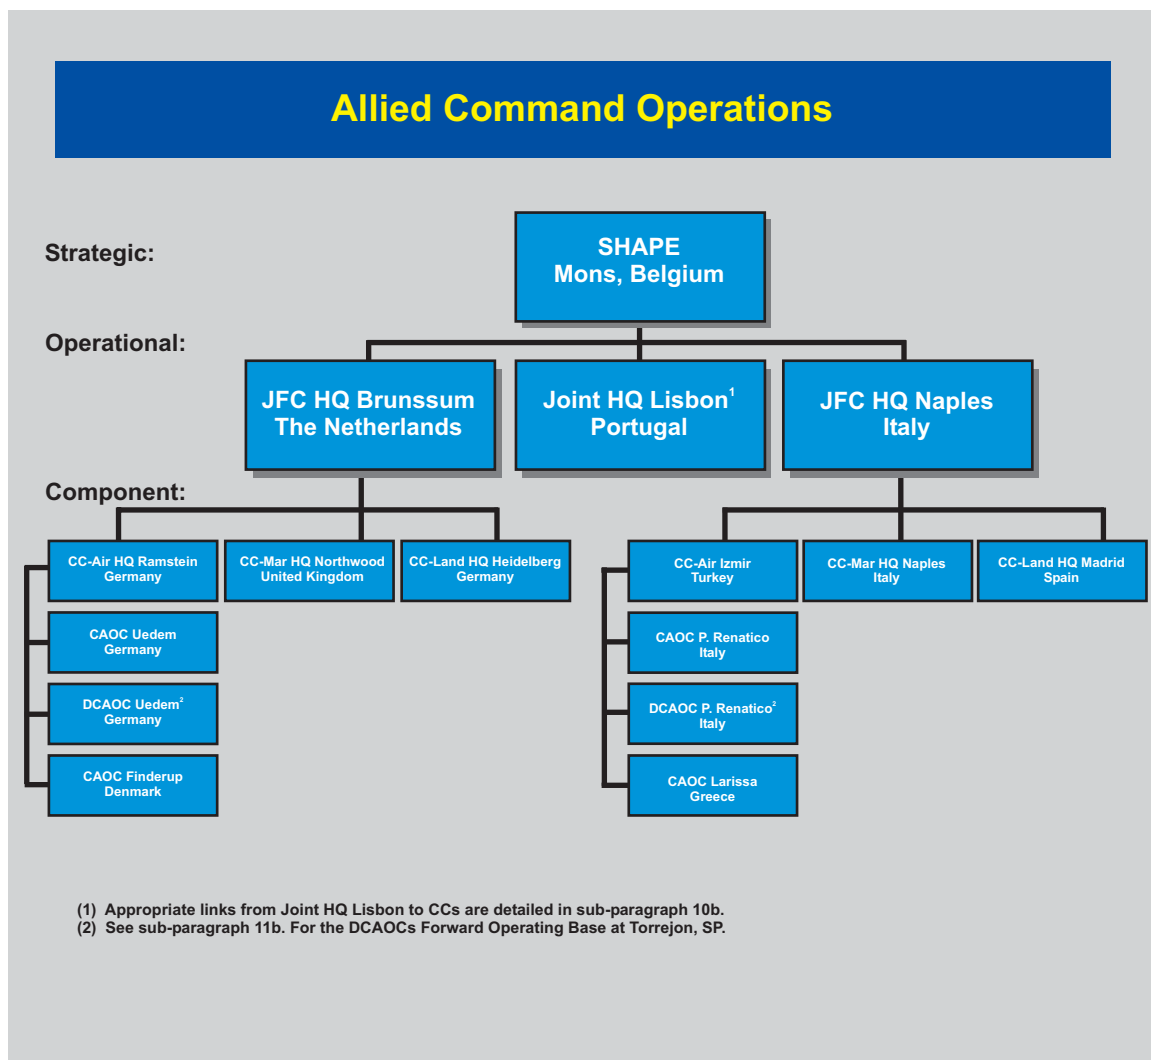 Allied Command Operations
Strategic:
SHAPE
Mons, Belgium
Operational:
JFC HQ Brunssum
The Netherlands
Joint HQ Lisbon¹
Portugal
JFC HQ Naples
Italy
Component:
CC-Air HQ Ramstein
Germany
CC-Mar HQ Northwood
United Kingdom
CC-Land HQ Heidelberg
Germany
CC-Air Izmir
Turkey
CC-Mar HQ Naples
Italy
CC-Land HQ Madrid
Spain
CAOC Uedem
Germany
CAOC P. Renatico
Italy
DCAOC Uedem²
Germany
DCAOC P. Renatico²
Italy
CAOC Finderup
Denmark
CAOC Larissa
Greece
(1) Appropriate links from Joint HQ Lisbon to CCs are detailed in sub-paragraph 10b.
(2) See sub-paragraph 11b. For the DCAOCs Forward Operating Base at Torrejon, SP.